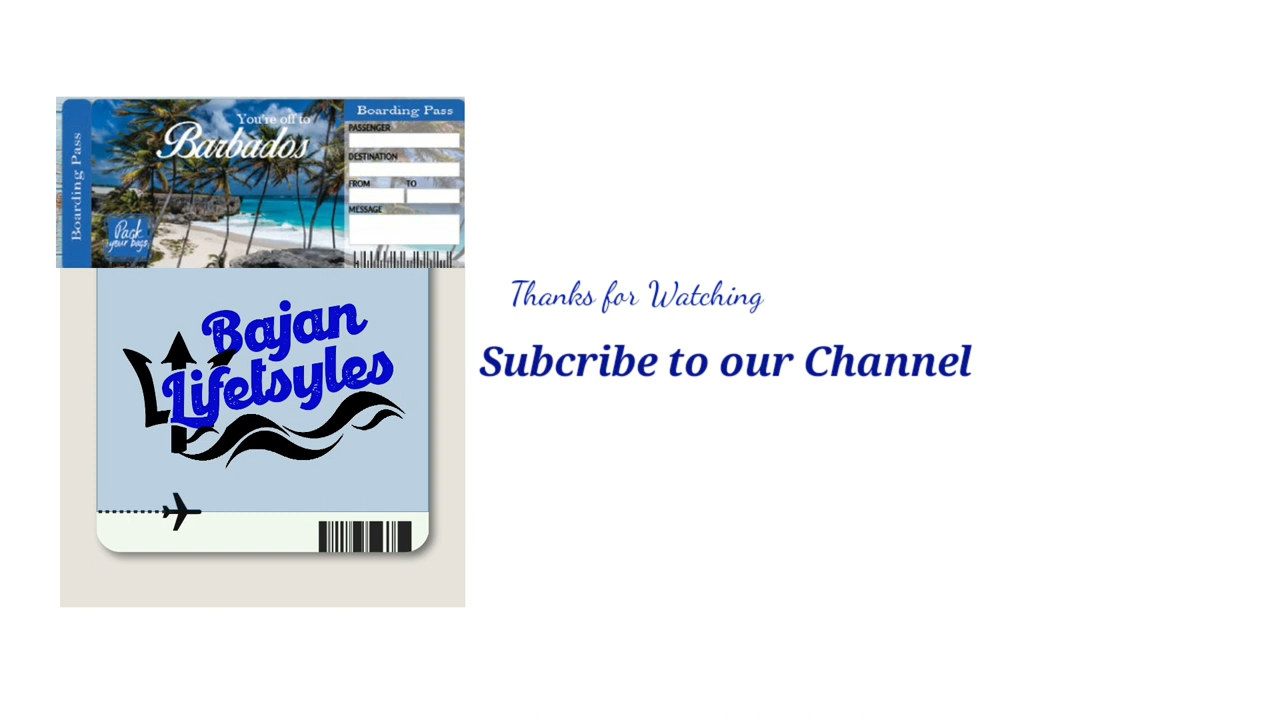 Boarding Pass
You're off to
Barbados
Pack
your bags
Boarding Pass
PASSENGER
DESTINATION
FROM TO
MESSAGE
Bajan
Lifetsyles
Thanks for Watching
Subcribe to our Channel